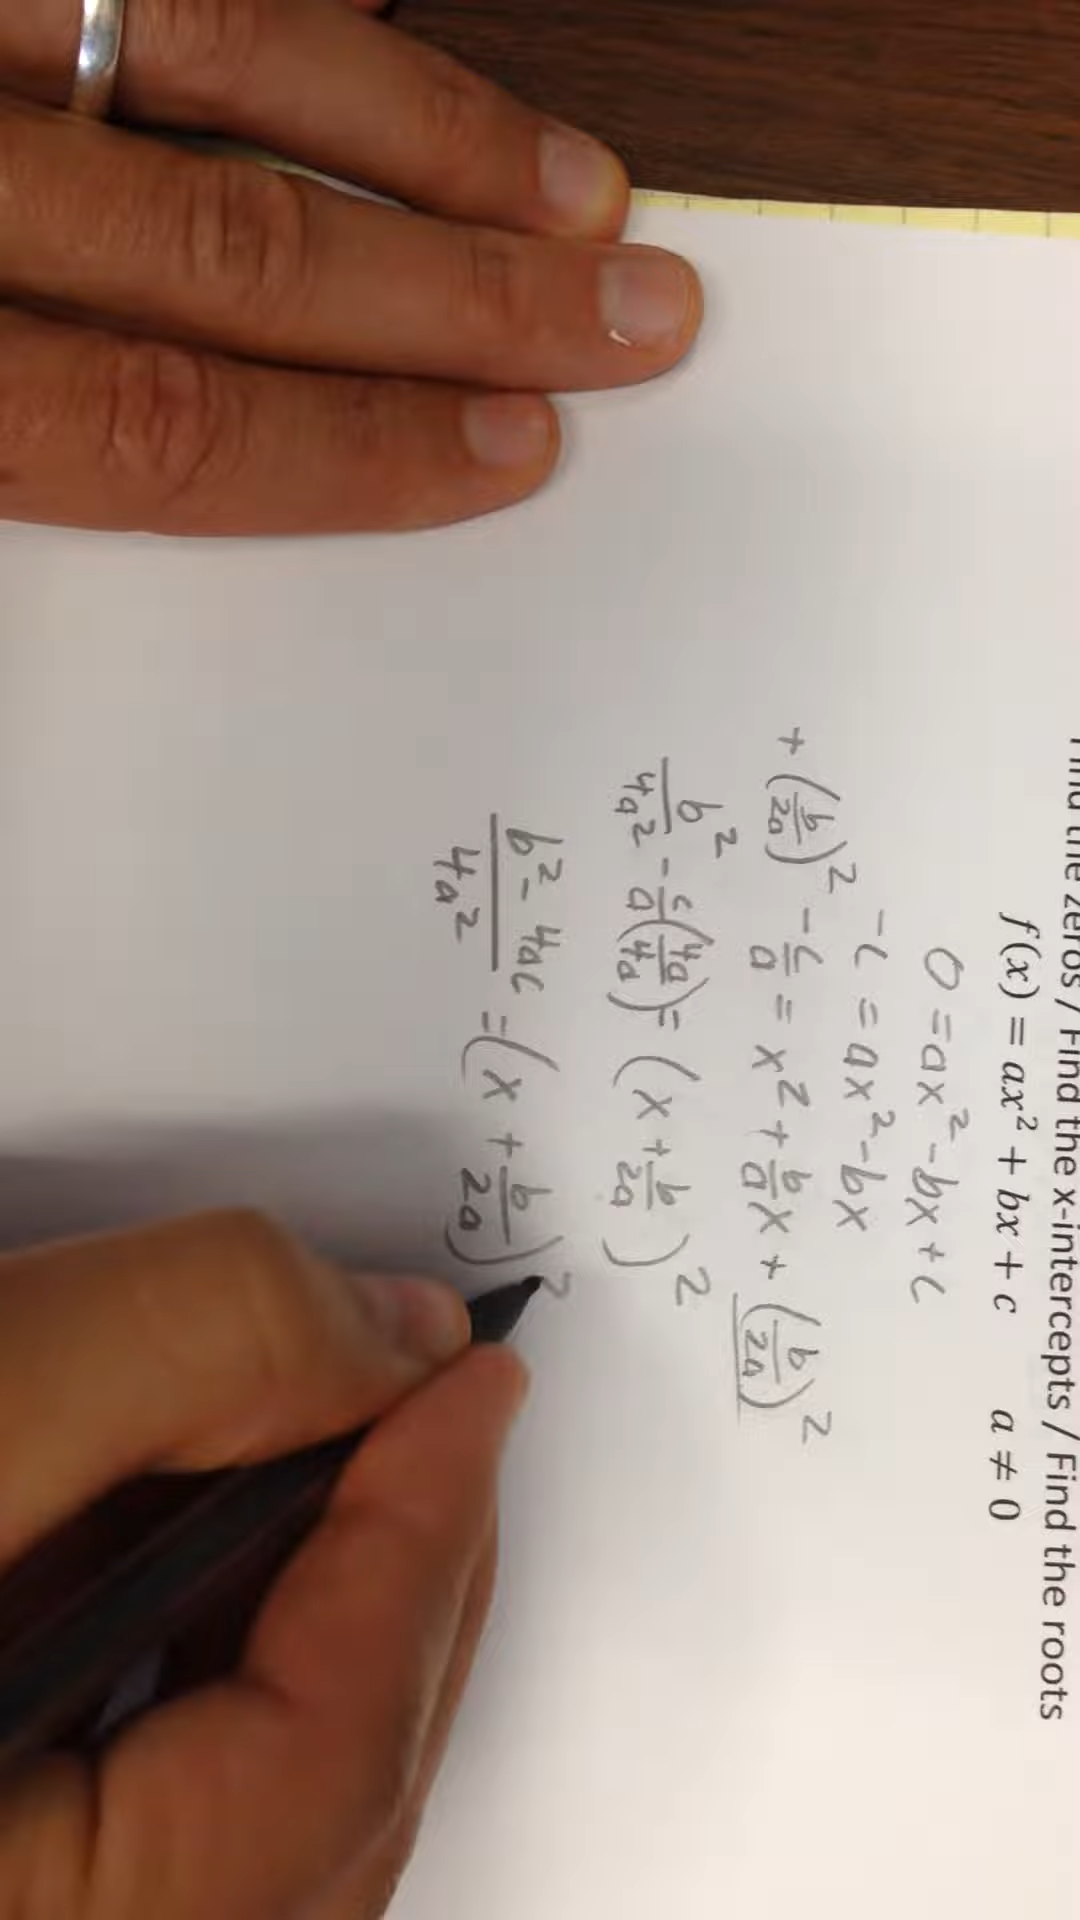 the zeros / Find the x-intercepts / Find the roots
f(x) = ax² + bx + c a ≠ 0
0 = ax² - bx + c
-c = ax² - bx
+ (b/2a)² - c/a = x² + b/a x + (b/2a)²
b²/4a² - c/a (4a/4a) = (x + b/2a)²
b² - 4ac/4a² = (x + b/2a)²